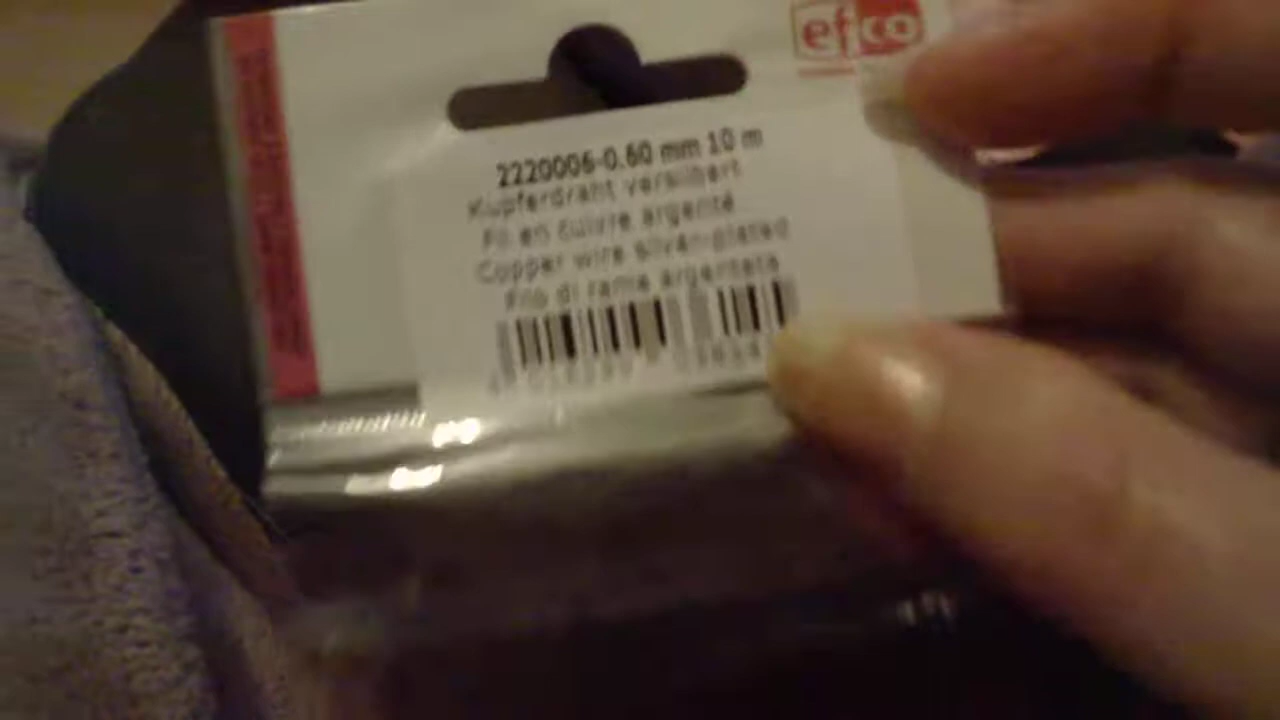 efco
2220006-0.60 mm 10 m
Kupferdraht versilbert
Fil en cuivre argenté
Copper wire silver-plated
Filo di rame argentato